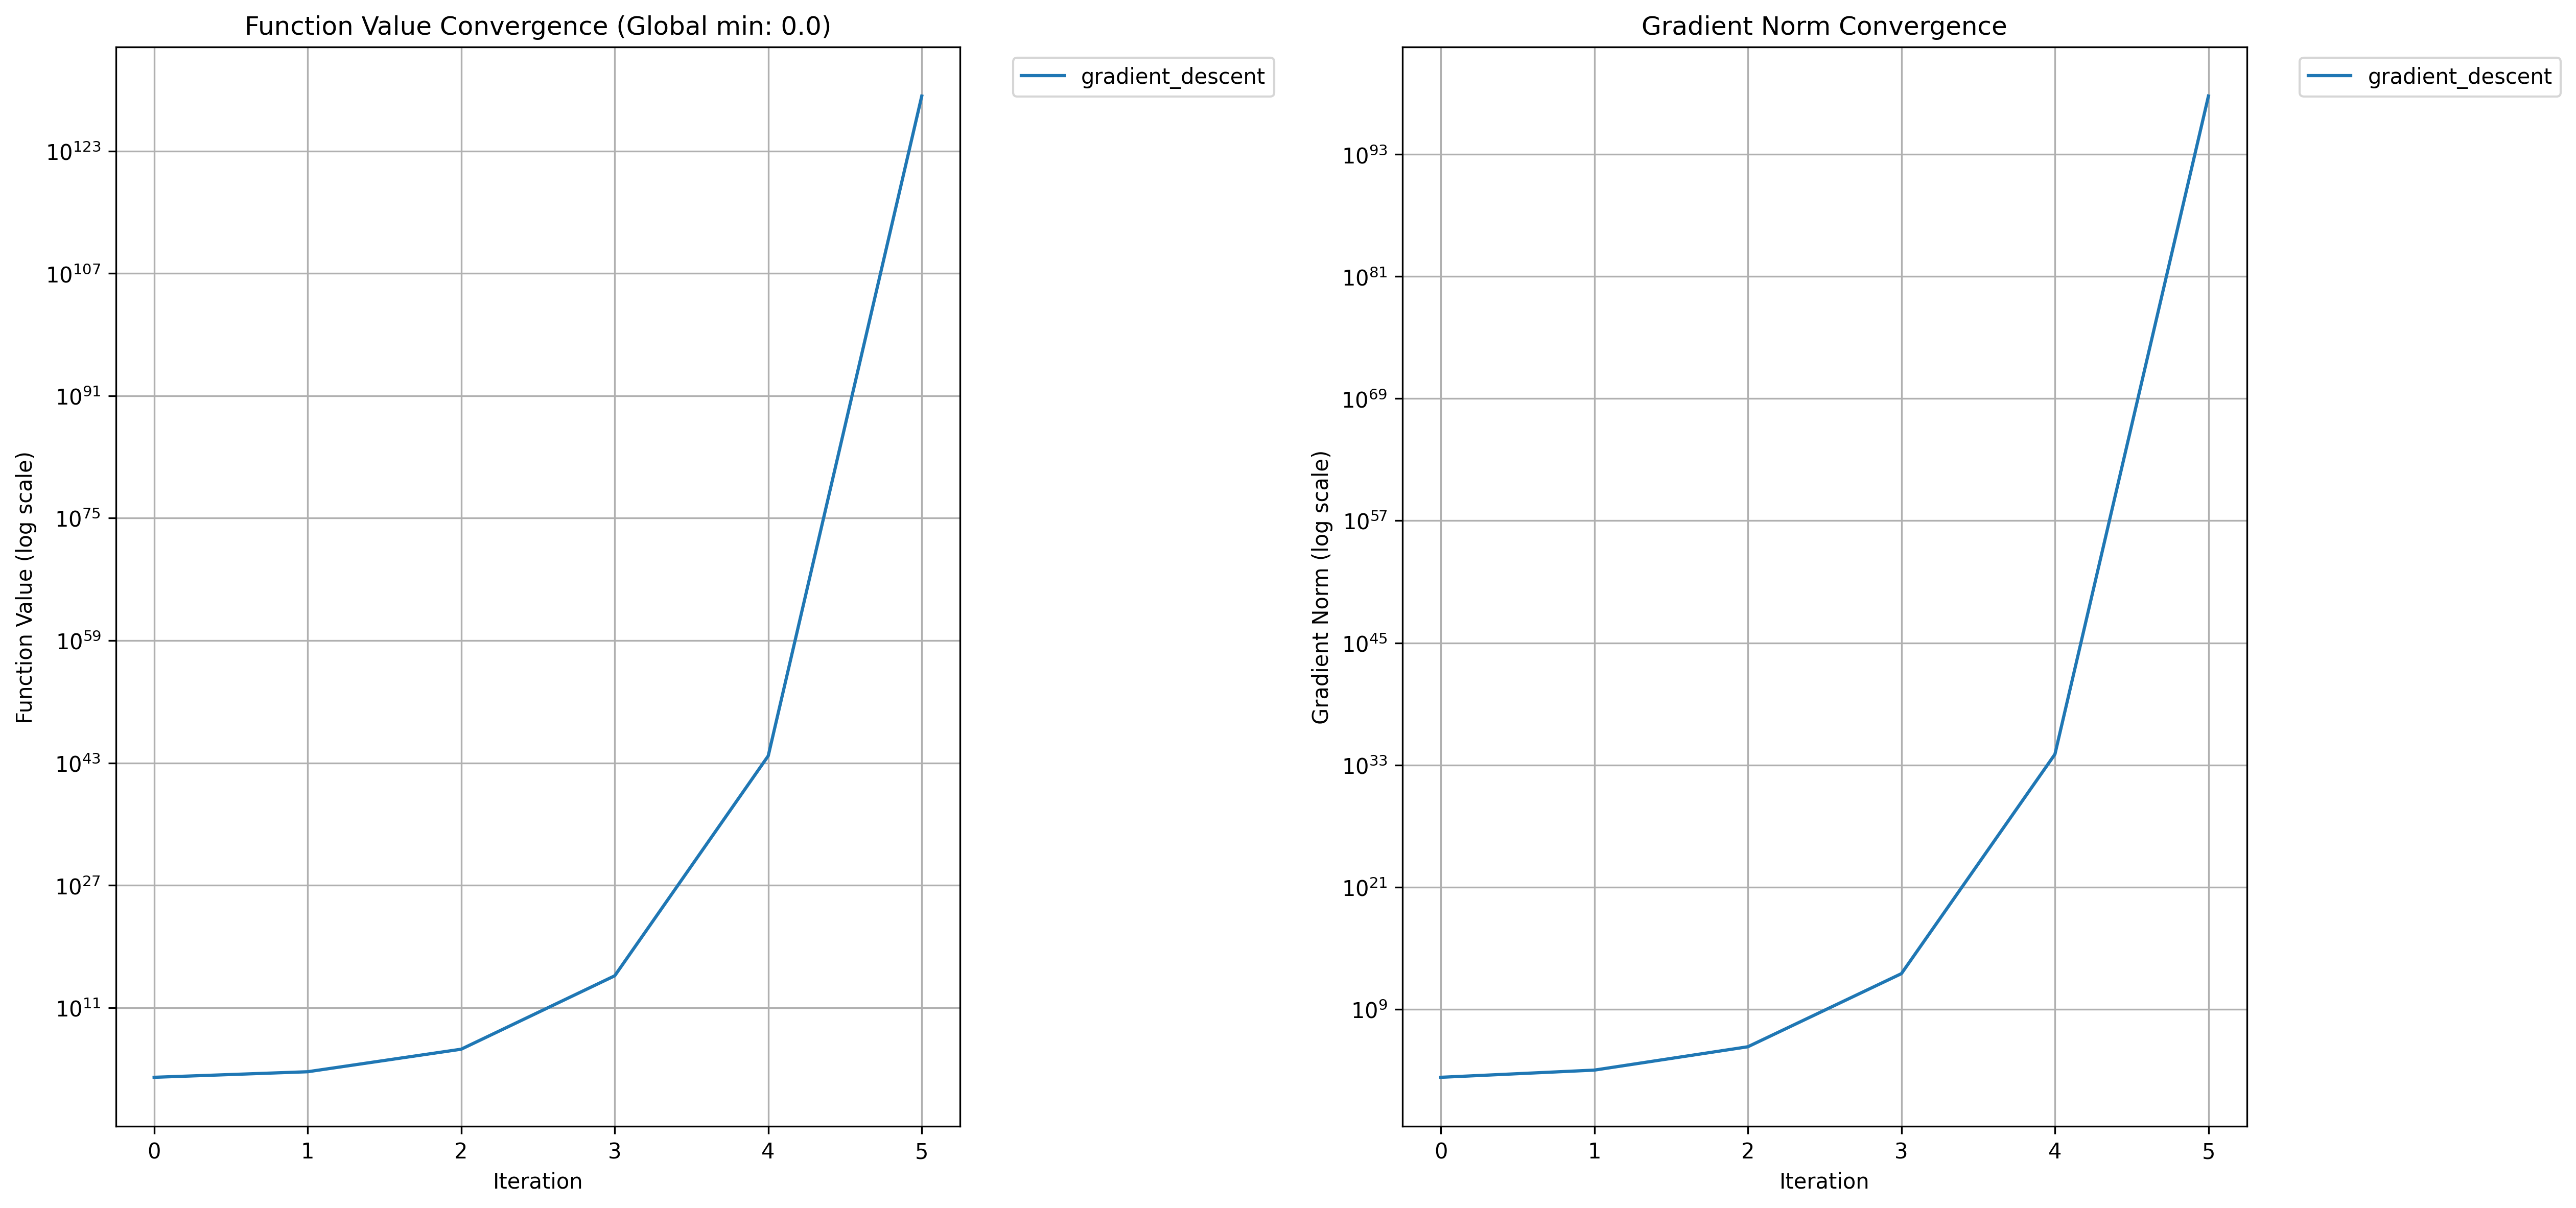 Function Value Convergence (Global min: 0.0)
gradient_descent
10^123
10^107
10^91
10^75
10^59
10^43
10^27
10^11
Function Value (log scale)
0 1 2 3 4 5
Iteration
Gradient Norm Convergence
gradient_descent
10^93
10^81
10^69
10^57
10^45
10^33
10^21
10^9
Gradient Norm (log scale)
0 1 2 3 4 5
Iteration